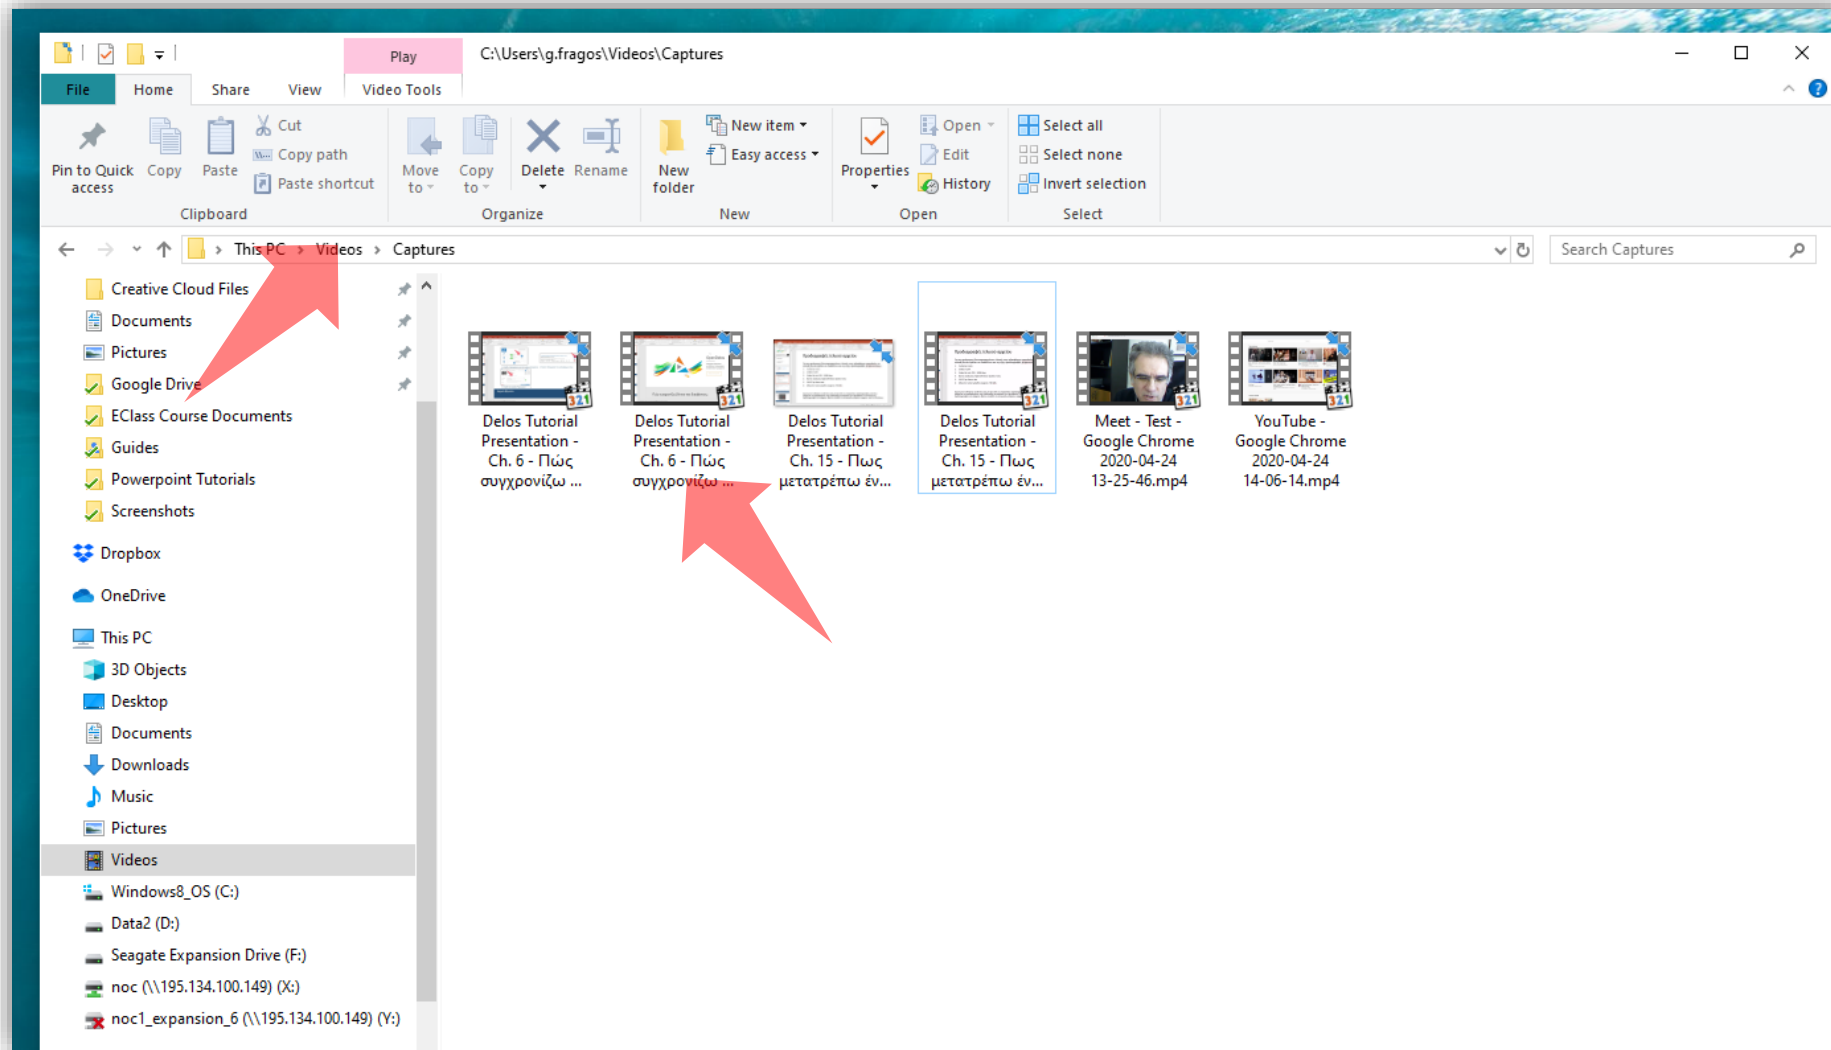 Play
C:\Users\g.fragos\Videos\Captures
File
Home
Share
View
Video Tools
Pin to Quick
access
Copy
Paste
Cut
Copy path
Paste shortcut
Clipboard
Move
to
Copy
to
Delete
Rename
Organize
New
folder
New item
Easy access
New
Properties
Open
Edit
History
Open
Select all
Select none
Invert selection
Select
This PC
Videos
Captures
Search Captures
Creative Cloud Files
Documents
Pictures
Google Drive
EClass Course Documents
Guides
Powerpoint Tutorials
Screenshots
Dropbox
OneDrive
This PC
3D Objects
Desktop
Documents
Downloads
Music
Pictures
Videos
Windows8_OS (C:)
Data2 (D:)
Seagate Expansion Drive (F:)
noc (\\195.134.100.149) (X:)
noc1_expansion_6 (\\195.134.100.149) (Y:)
321
Delos Tutorial
Presentation -
Ch. 6 - Πώς
συγχρονίζω ...
321
Delos Tutorial
Presentation -
Ch. 6 - Πώς
συγχρονίζω ...
Delos Tutorial
Presentation -
Ch. 15 - Πως
μετατρέπω έν...
321
Delos Tutorial
Presentation -
Ch. 15 - Πως
μετατρέπω έν...
321
Meet - Test -
Google Chrome
2020-04-24
13-25-46.mp4
321
YouTube -
Google Chrome
2020-04-24
14-06-14.mp4